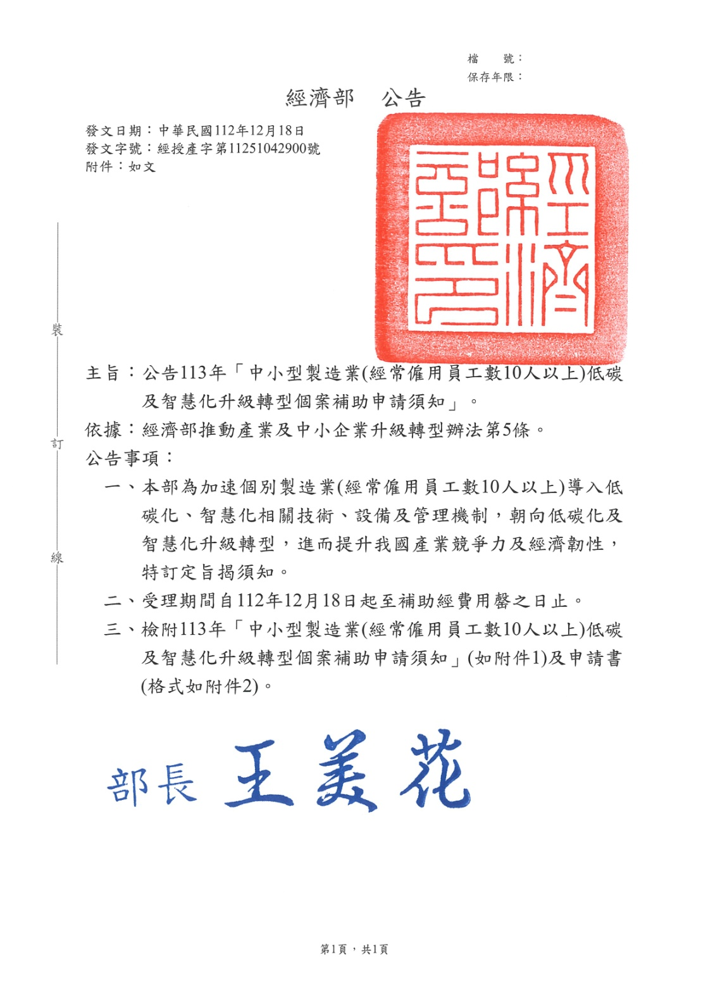 檔　　號：
保存年限：
經濟部　公告
發文日期：中華民國112年12月18日
發文字號：經授產字第11251042900號
附件：如文
經濟部印
主旨：公告113年「中小型製造業(經常僱用員工數10人以上)低碳
及智慧化升級轉型個案補助申請須知」。
依據：經濟部推動產業及中小企業升級轉型辦法第5條。
公告事項：
一、本部為加速個別製造業(經常僱用員工數10人以上)導入低
碳化、智慧化相關技術、設備及管理機制，朝向低碳化及
智慧化升級轉型，進而提升我國產業競爭力及經濟韌性，
特訂定旨揭須知。
二、受理期間自112年12月18日起至補助經費用罄之日止。
三、檢附113年「中小型製造業(經常僱用員工數10人以上)低碳
及智慧化升級轉型個案補助申請須知」(如附件1)及申請書
(格式如附件2)。
部長 王美花
裝
訂
線
第1頁，共1頁